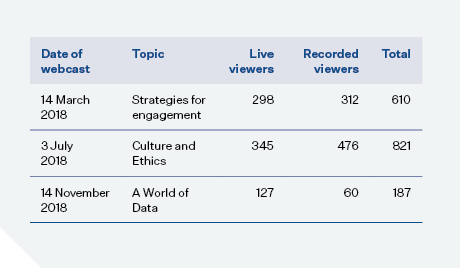 Date of webcast Topic Live viewers Recorded viewers Total
14 March 2018 Strategies for engagement 298 312 610
3 July 2018 Culture and Ethics 345 476 821
14 November 2018 A World of Data 127 60 187